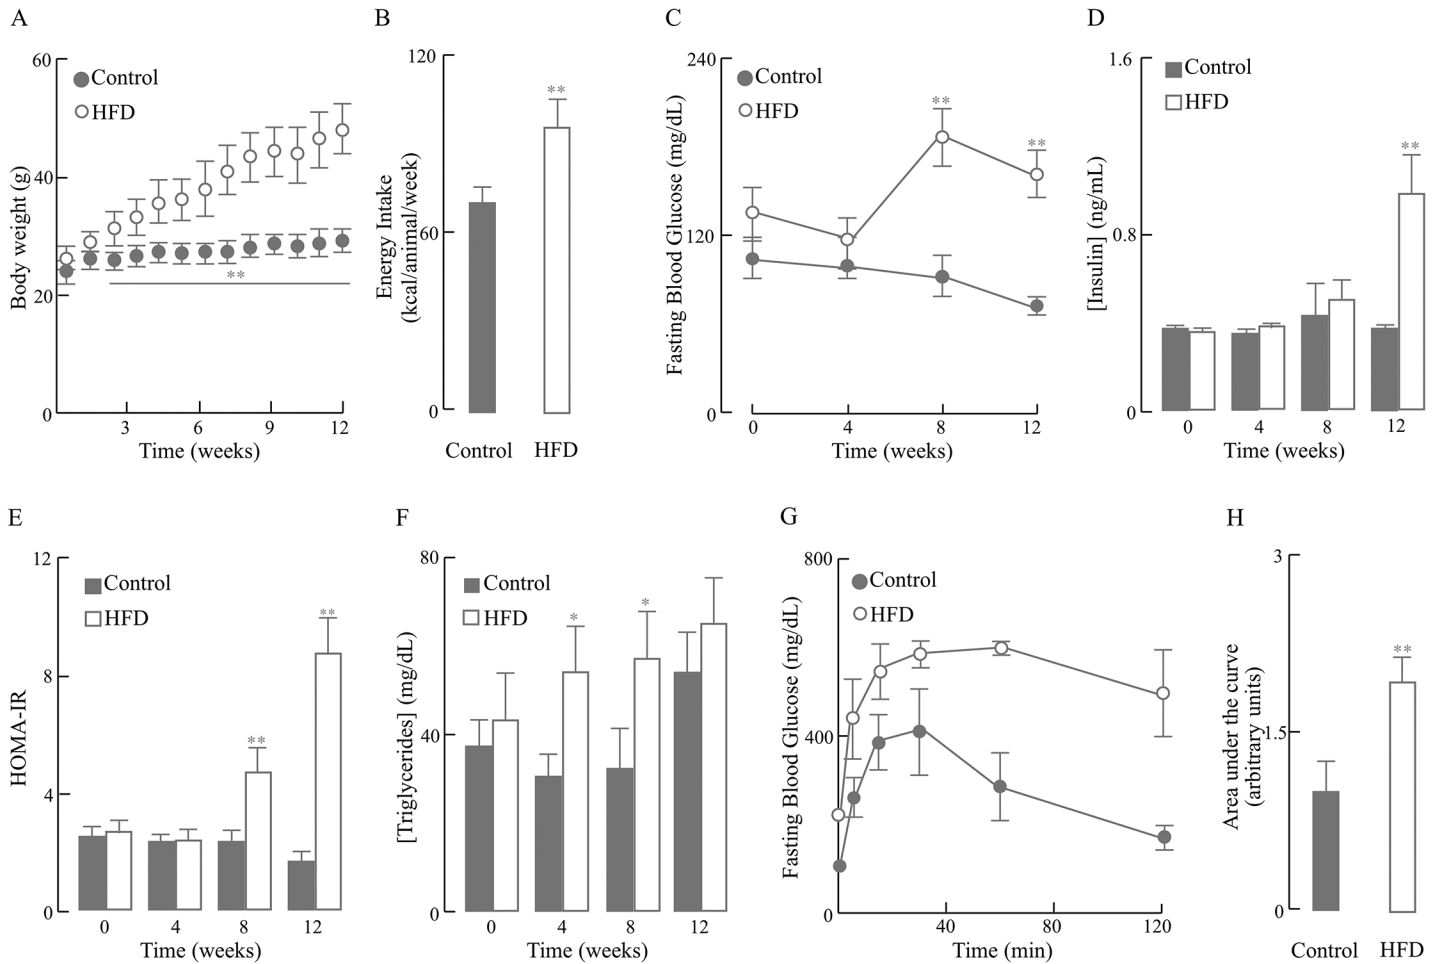 A
60
40
20
0
Body weight (g)
Control
HFD
**
3
6
9
12
Time (weeks)
B
120
60
0
Energy Intake
(kcal/animal/week)
**
Control
HFD
C
240
120
0
Fasting Blood Glucose (mg/dL)
Control
HFD
**
**
0
4
8
12
Time (weeks)
D
1.6
0.8
0
[Insulin] (ng/mL)
Control
HFD
**
0
4
8
12
Time (weeks)
E
12
8
4
0
HOMA-IR
Control
HFD
**
**
0
4
8
12
Time (weeks)
F
80
40
0
[Triglycerides] (mg/dL)
Control
HFD
*
*
0
4
8
12
Time (weeks)
G
800
400
0
Fasting Blood Glucose (mg/dL)
Control
HFD
40
80
120
Time (min)
H
3
1.5
0
Area under the curve
(arbitrary units)
**
Control
HFD